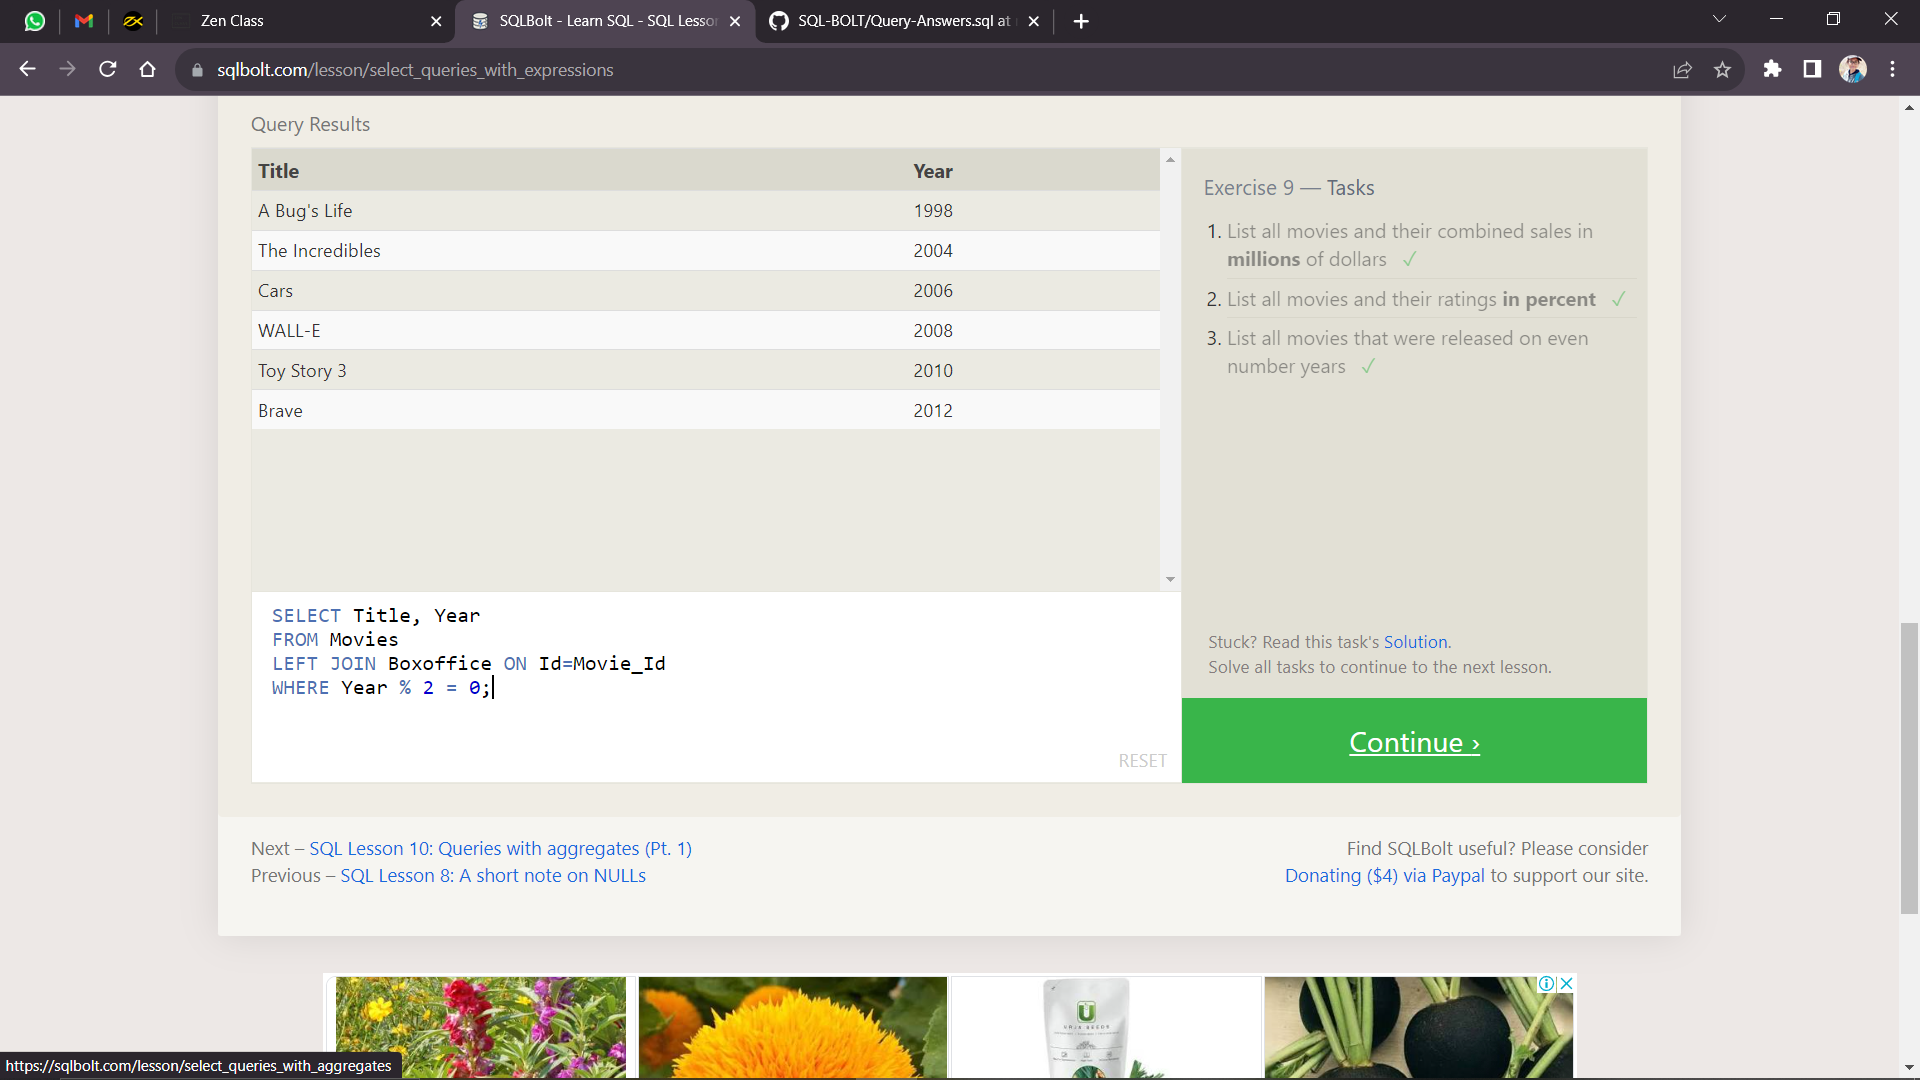 Zen Class
SQLBolt - Learn SQL - SQL Lesso
SQL-BOLT/Query-Answers.sql at
sqlbolt.com/lesson/select_queries_with_expressions
Query Results
Title Year
A Bug's Life 1998
The Incredibles 2004
Cars 2006
WALL-E 2008
Toy Story 3 2010
Brave 2012
Exercise 9 — Tasks
1. List all movies and their combined sales in
millions of dollars ✓
2. List all movies and their ratings in percent ✓
3. List all movies that were released on even
number years ✓
SELECT Title, Year
FROM Movies
LEFT JOIN Boxoffice ON Id=Movie_Id
WHERE Year % 2 = 0;
RESET
Stuck? Read this task's Solution.
Solve all tasks to continue to the next lesson.
Continue ›
Next – SQL Lesson 10: Queries with aggregates (Pt. 1)
Previous – SQL Lesson 8: A short note on NULLs
Find SQLBolt useful? Please consider
Donating ($4) via Paypal to support our site.
URJA SEEDS
https://sqlbolt.com/lesson/select_queries_with_aggregates